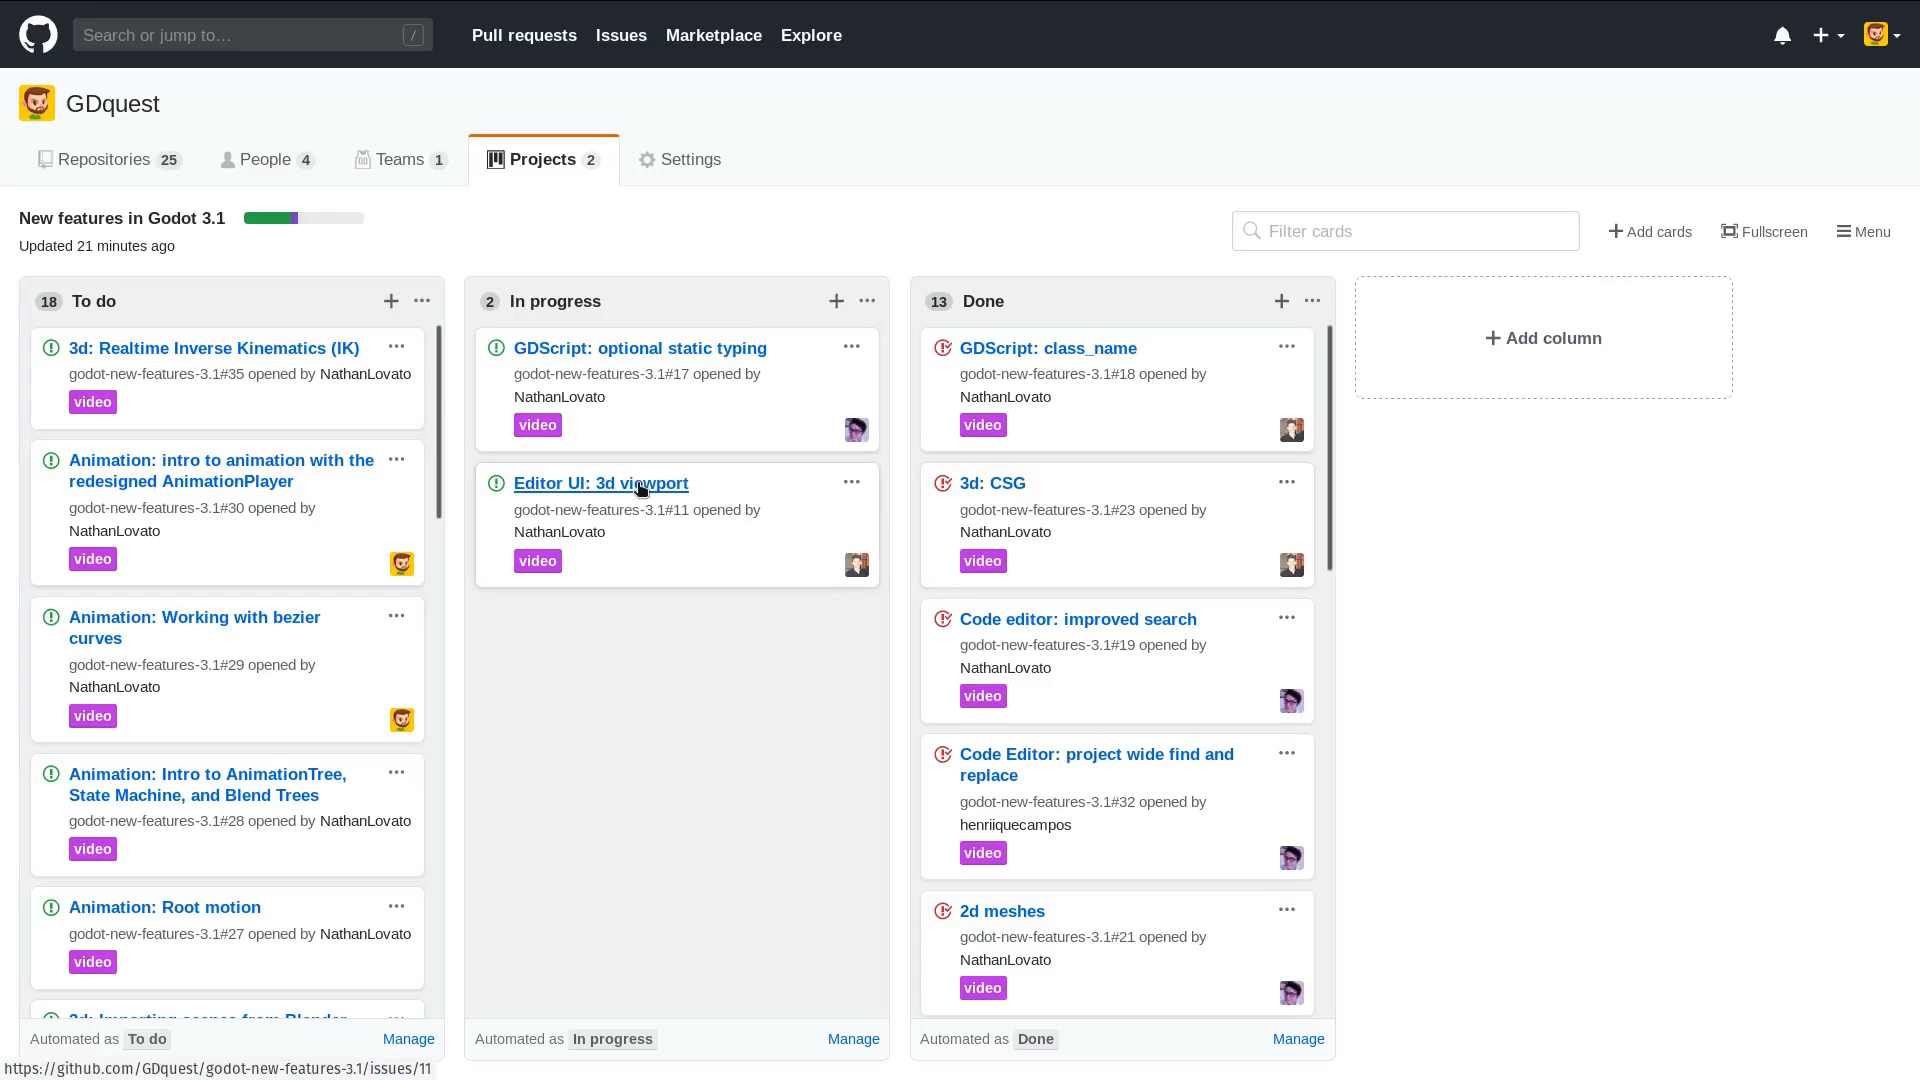 Search or jump to…
/
Pull requests
Issues
Marketplace
Explore
GDquest
Repositories 25
People 4
Teams 1
Projects 2
Settings
New features in Godot 3.1
Updated 21 minutes ago
Filter cards
Add cards
Fullscreen
Menu
18 To do
3d: Realtime Inverse Kinematics (IK)
godot-new-features-3.1#35 opened by NathanLovato
video
Animation: intro to animation with the
redesigned AnimationPlayer
godot-new-features-3.1#30 opened by
NathanLovato
video
Animation: Working with bezier
curves
godot-new-features-3.1#29 opened by
NathanLovato
video
Animation: Intro to AnimationTree,
State Machine, and Blend Trees
godot-new-features-3.1#28 opened by NathanLovato
video
Animation: Root motion
godot-new-features-3.1#27 opened by NathanLovato
video
3d: Importing scenes from Blender
Automated as To do
Manage
2 In progress
GDScript: optional static typing
godot-new-features-3.1#17 opened by
NathanLovato
video
Editor UI: 3d viewport
godot-new-features-3.1#11 opened by
NathanLovato
video
Automated as In progress
Manage
13 Done
GDScript: class_name
godot-new-features-3.1#18 opened by
NathanLovato
video
3d: CSG
godot-new-features-3.1#23 opened by
NathanLovato
video
Code editor: improved search
godot-new-features-3.1#19 opened by
NathanLovato
video
Code Editor: project wide find and
replace
godot-new-features-3.1#32 opened by
henriiquecampos
video
2d meshes
godot-new-features-3.1#21 opened by
NathanLovato
video
Automated as Done
Manage
Add column
https://github.com/GDquest/godot-new-features-3.1/issues/11